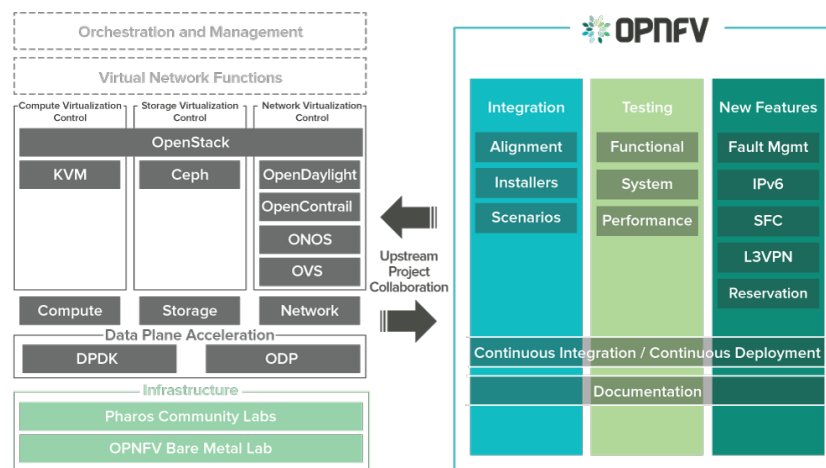 Orchestration and Management
Virtual Network Functions
Compute Virtualization
Control
Storage Virtualization
Control
Network Virtualization
Control
OpenStack
KVM
Ceph
OpenDaylight
OpenContrail
ONOS
OVS
Compute
Storage
Network
Data Plane Acceleration
DPDK
ODP
Infrastructure
Pharos Community Labs
OPNFV Bare Metal Lab
Upstream
Project
Collaboration
OPNFV
Integration
Alignment
Installers
Scenarios
Testing
Functional
System
Performance
New Features
Fault Mgmt
IPv6
SFC
L3VPN
Reservation
Continuous Integration / Continuous Deployment
Documentation